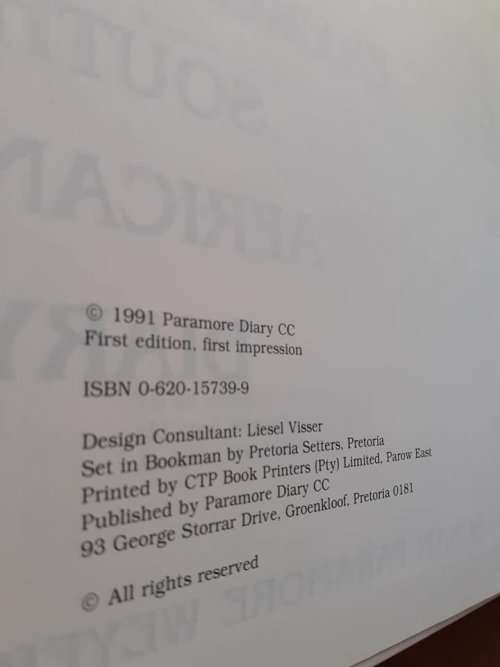 © 1991 Paramore Diary CC
First edition, first impression
ISBN 0-620-15739-9
Design Consultant: Liesel Visser
Set in Bookman by Pretoria Setters, Pretoria
Printed by CTP Book Printers (Pty) Limited, Parow East
Published by Paramore Diary CC
93 George Storrar Drive, Groenkloof, Pretoria 0181
© All rights reserved